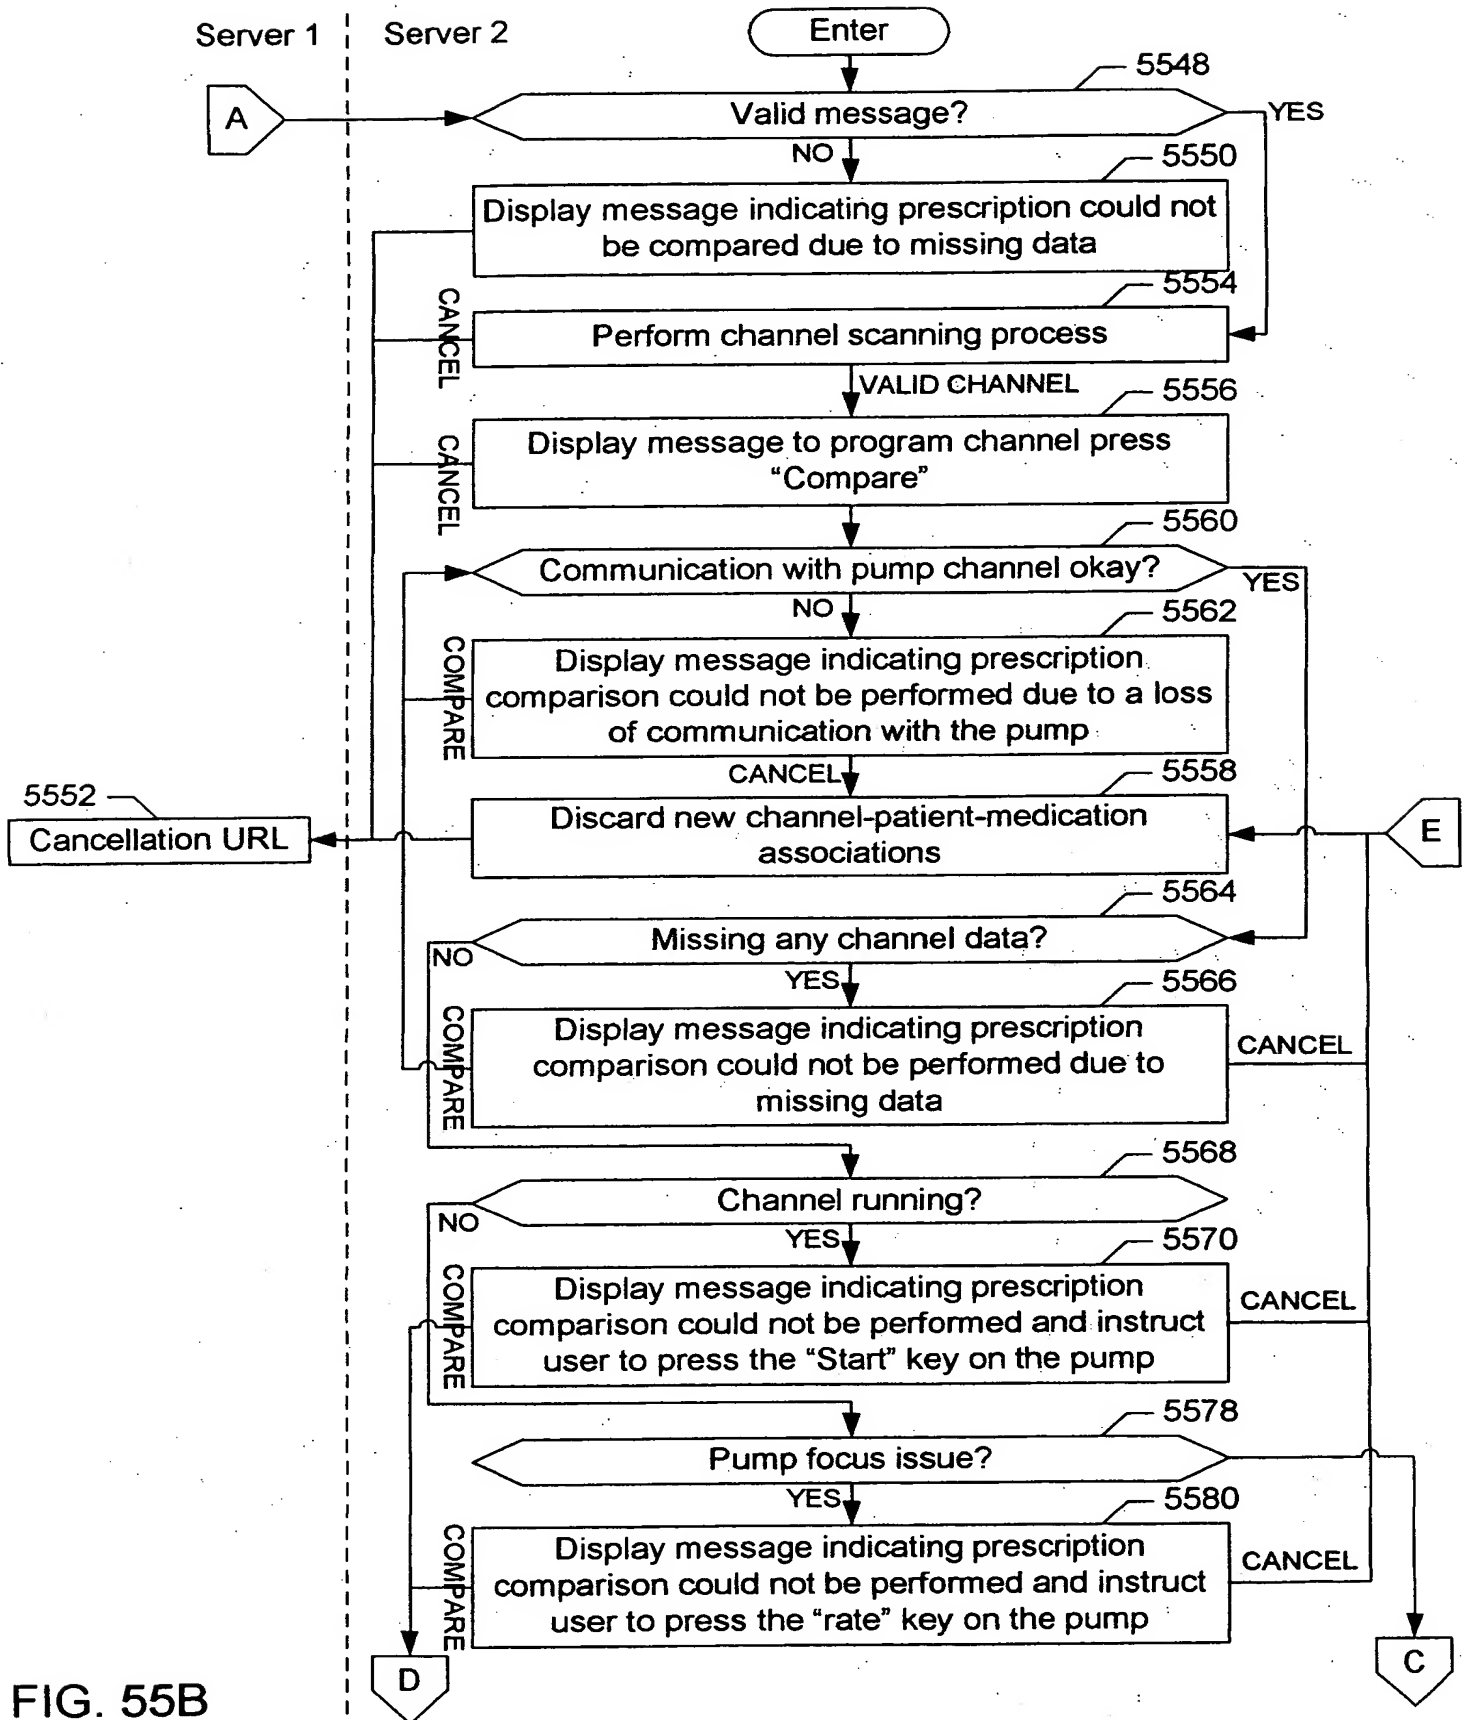 Server 1
Server 2
Enter
5548
A
Valid message?
YES
NO
5550
Display message indicating prescription could not
be compared due to missing data
5554
CANCEL
Perform channel scanning process
VALID CHANNEL
5556
CANCEL
Display message to program channel press
“Compare”
5560
Communication with pump channel okay?
YES
NO
5562
COMPARE
Display message indicating prescription
comparison could not be performed due to a loss
of communication with the pump
CANCEL
5558
5552
Cancellation URL
Discard new channel-patient-medication
associations
E
5564
Missing any channel data?
NO
YES
5566
COMPARE
Display message indicating prescription
comparison could not be performed due to
missing data
CANCEL
5568
Channel running?
NO
YES
5570
COMPARE
Display message indicating prescription
comparison could not be performed and instruct
user to press the “Start” key on the pump
CANCEL
5578
Pump focus issue?
YES
5580
COMPARE
Display message indicating prescription
comparison could not be performed and instruct
user to press the “rate” key on the pump
CANCEL
D
C
FIG. 55B